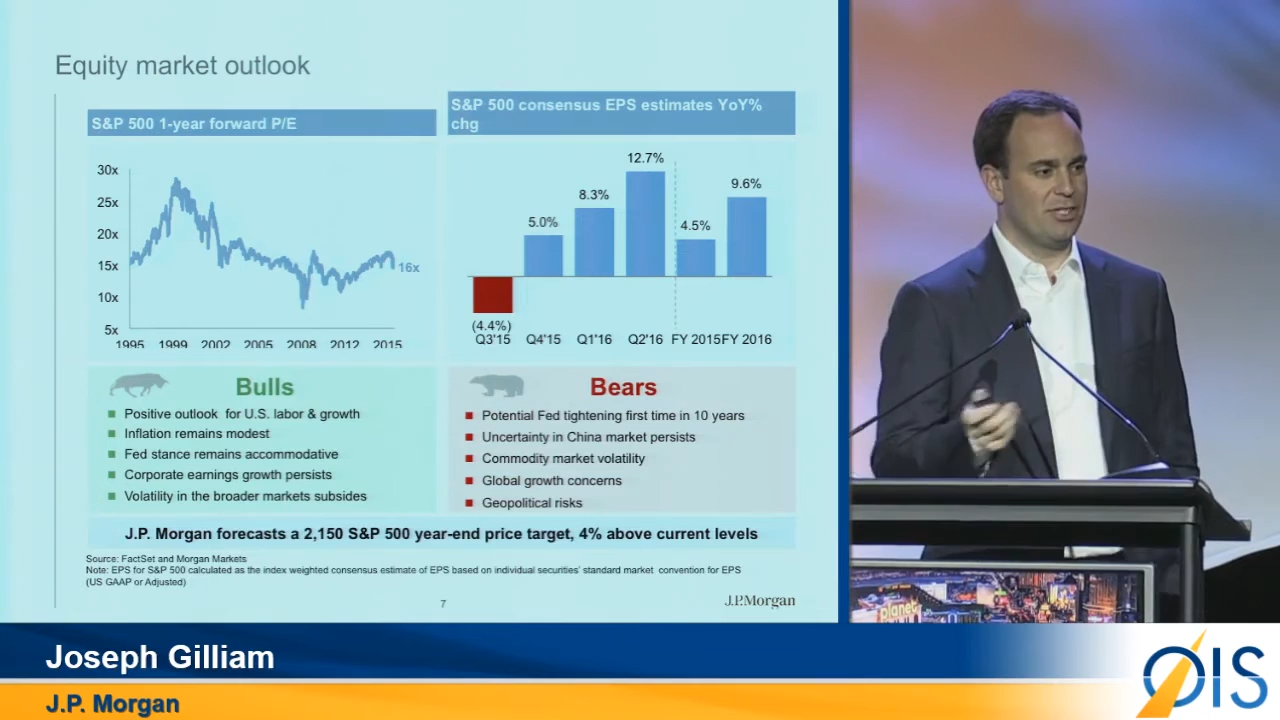 Equity market outlook
S&P 500 1-year forward P/E
30x
25x
20x
15x
10x
5x
16x
1995 1999 2002 2005 2008 2012 2015
S&P 500 consensus EPS estimates YoY%
chg
12.7%
9.6%
8.3%
5.0%
4.5%
(4.4%)
Q3'15 Q4'15 Q1'16 Q2'16 FY 2015 FY 2016
Bulls
Positive outlook for U.S. labor & growth
Inflation remains modest
Fed stance remains accommodative
Corporate earnings growth persists
Volatility in the broader markets subsides
Bears
Potential Fed tightening first time in 10 years
Uncertainty in China market persists
Commodity market volatility
Global growth concerns
Geopolitical risks
J.P. Morgan forecasts a 2,150 S&P 500 year-end price target, 4% above current levels
Source: FactSet and Morgan Markets
Note: EPS for S&P 500 calculated as the index weighted consensus estimate of EPS based on individual securities' standard market convention for EPS
(US GAAP or Adjusted)
7
J.P.Morgan
planet
Joseph Gilliam
J.P. Morgan
OIS